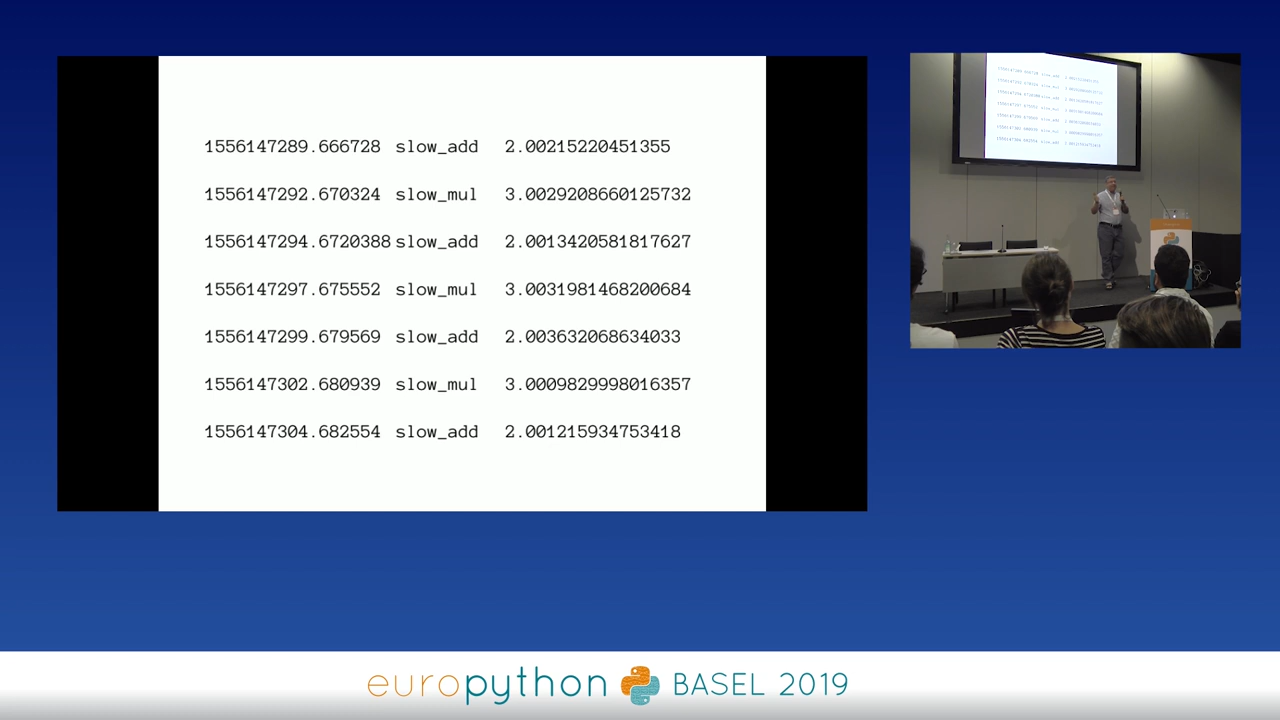 1556147289.666728 slow_add 2.00215220451355
1556147292.670324 slow_mul 3.0029208660125732
1556147294.6720388 slow_add 2.0013420581817627
1556147297.675552 slow_mul 3.0031981468200684
1556147299.679569 slow_add 2.003632068634033
1556147302.680939 slow_mul 3.0009829998016357
1556147304.682554 slow_add 2.001215934753418
europython BASEL 2019